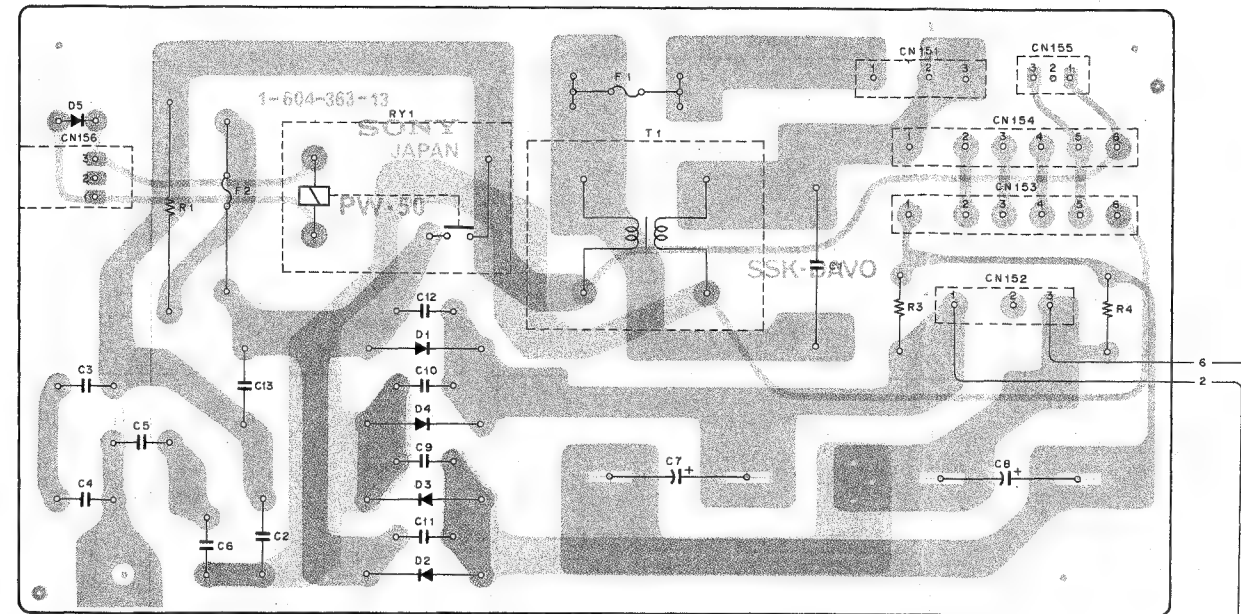 CN151
1 2 3
CN155
3 2 1
F1
1-604-363-13
D5
RY1
SONY
JAPAN
T1
CN154
1 2 3 4 5 6
CN156
3
2
1
F2
R1
PW-50
CN153
1 2 3 4 5 6
CN152
1 2 3
R3
R4
C12
D1
6
2
C3
C13
C10
D4
C5
C9
C7 +
C8 +
C4
D3
C11
C6
C2
D2